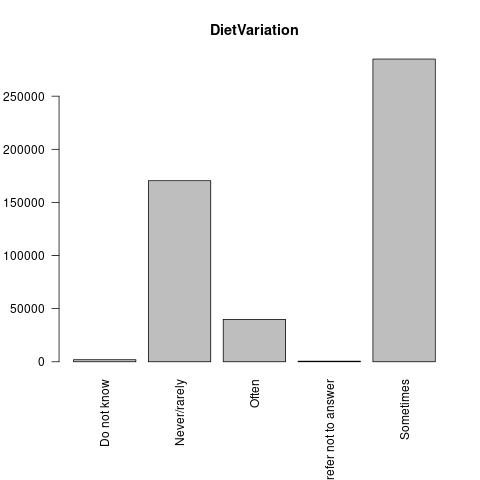 DietVariation
250000
200000
150000
100000
50000
0
Do not know
Never/rarely
Often
refer not to answer
Sometimes